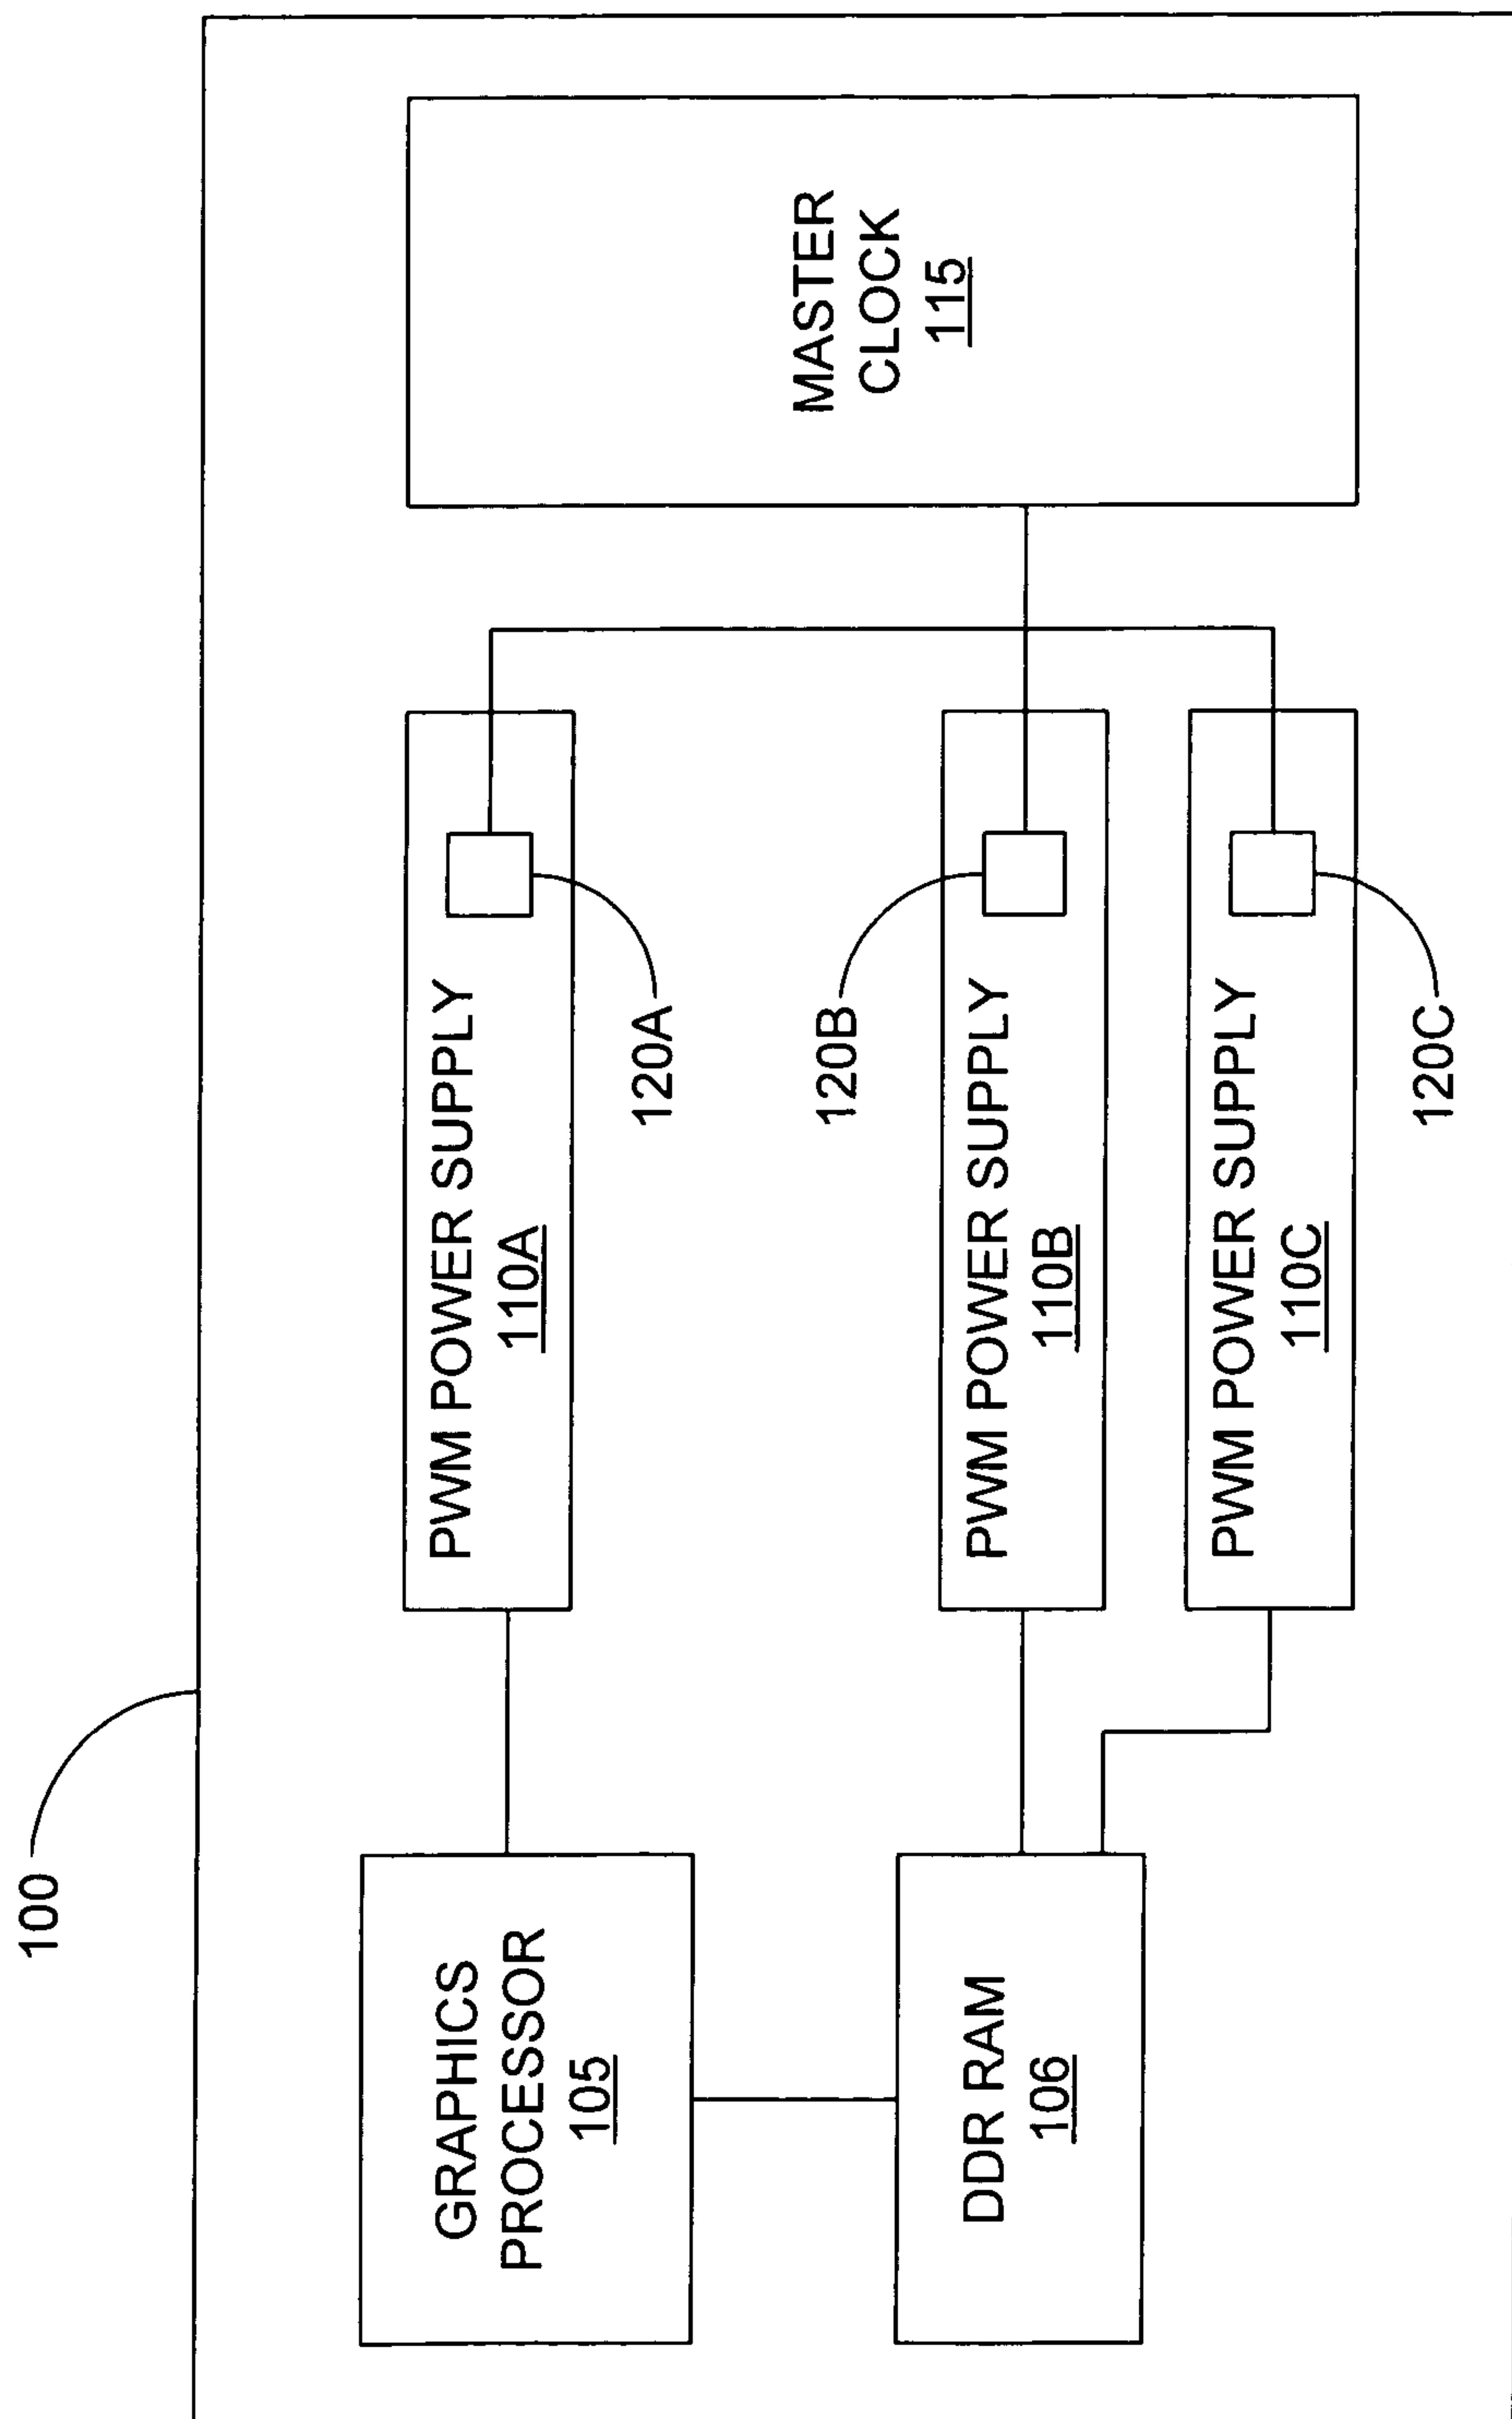 100
GRAPHICS
PROCESSOR
105
PWM POWER SUPPLY
110A
120A
MASTER
CLOCK
115
DDR RAM
106
120B
PWM POWER SUPPLY
110B
PWM POWER SUPPLY
110C
120C